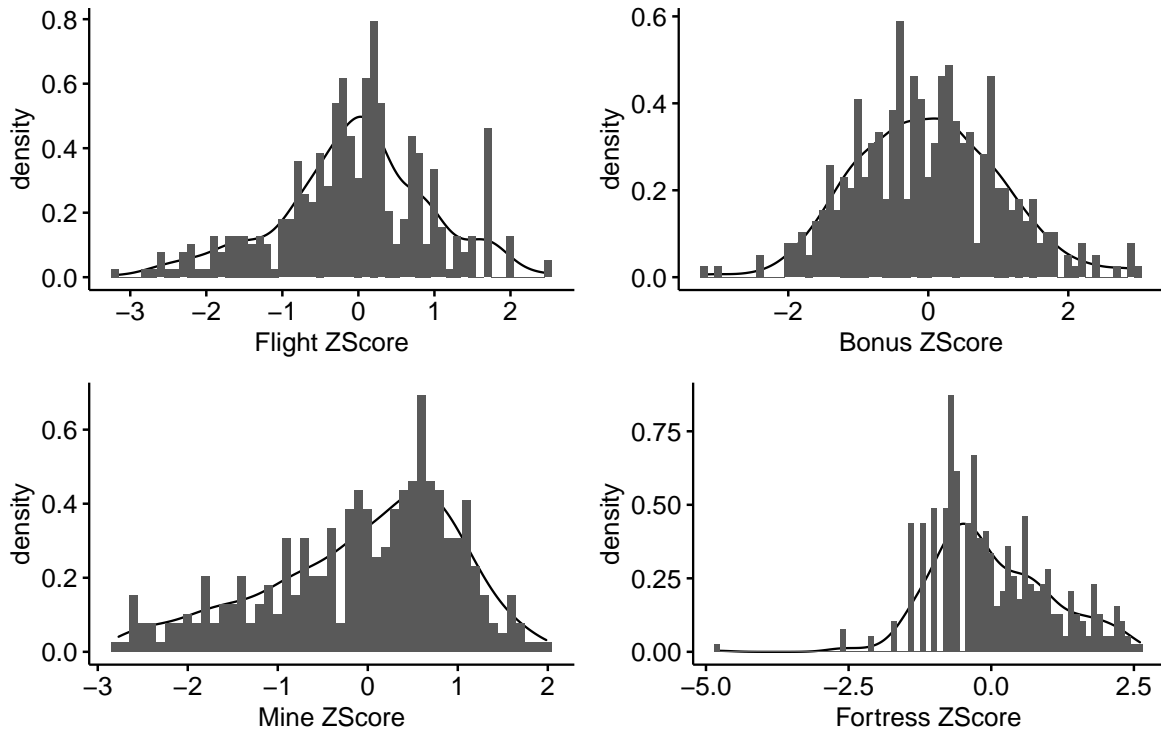 density
0.8
0.6
0.4
0.2
0.0
−3 −2 −1 0 1 2
Flight ZScore
density
0.6
0.4
0.2
0.0
−2 0 2
Bonus ZScore
density
0.6
0.4
0.2
0.0
−3 −2 −1 0 1 2
Mine ZScore
density
0.75
0.50
0.25
0.00
−5.0 −2.5 0.0 2.5
Fortress ZScore